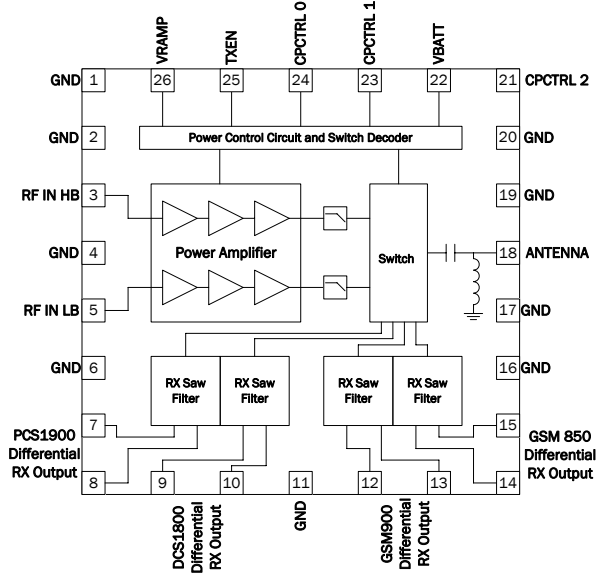 VRAMP
TXEN
CPCTRL 0
CPCTRL 1
VBATT
GND 1
26
25
24
23
22
21 CPCTRL 2
GND 2
Power Control Circuit and Switch Decoder
20 GND
RF IN HB 3
19 GND
GND 4
Power Amplifier
Switch
18 ANTENNA
RF IN LB 5
17 GND
GND 6
16 GND
RX Saw
Filter
RX Saw
Filter
RX Saw
Filter
RX Saw
Filter
7
PCS1900
Differential
RX Output
8
15
GSM 850
Differential
RX Output
14
9
10
11
12
13
DCS1800
Differential
RX Output
GND
GSM900
Differential
RX Output